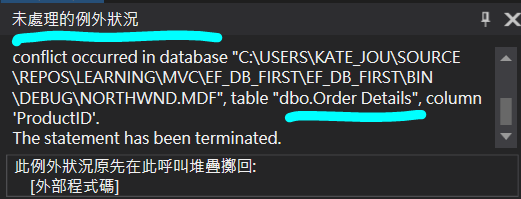 未處理的例外狀況
conflict occurred in database "C:\USERS\KATE_JOU\SOURCE
\REPOS\LEARNING\MVC\EF_DB_FIRST\EF_DB_FIRST\BIN
\DEBUG\NORTHWND.MDF", table "dbo.Order Details", column
'ProductID'.
The statement has been terminated.
此例外狀況原先在此呼叫堆疊擲回:
[外部程式碼]